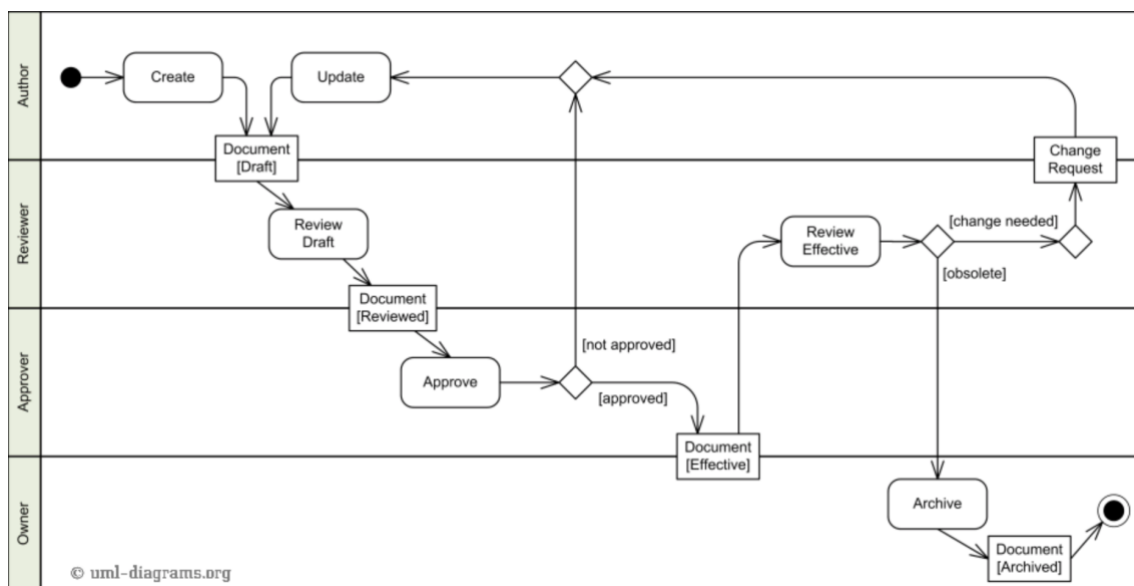 Author
Create
Update
Document
[Draft]
Change
Request
Reviewer
Review
Draft
Review
Effective
[change needed]
[obsolete]
Document
[Reviewed]
Approver
[not approved]
Approve
[approved]
Document
[Effective]
Owner
Archive
Document
[Archived]
© uml-diagrams.org